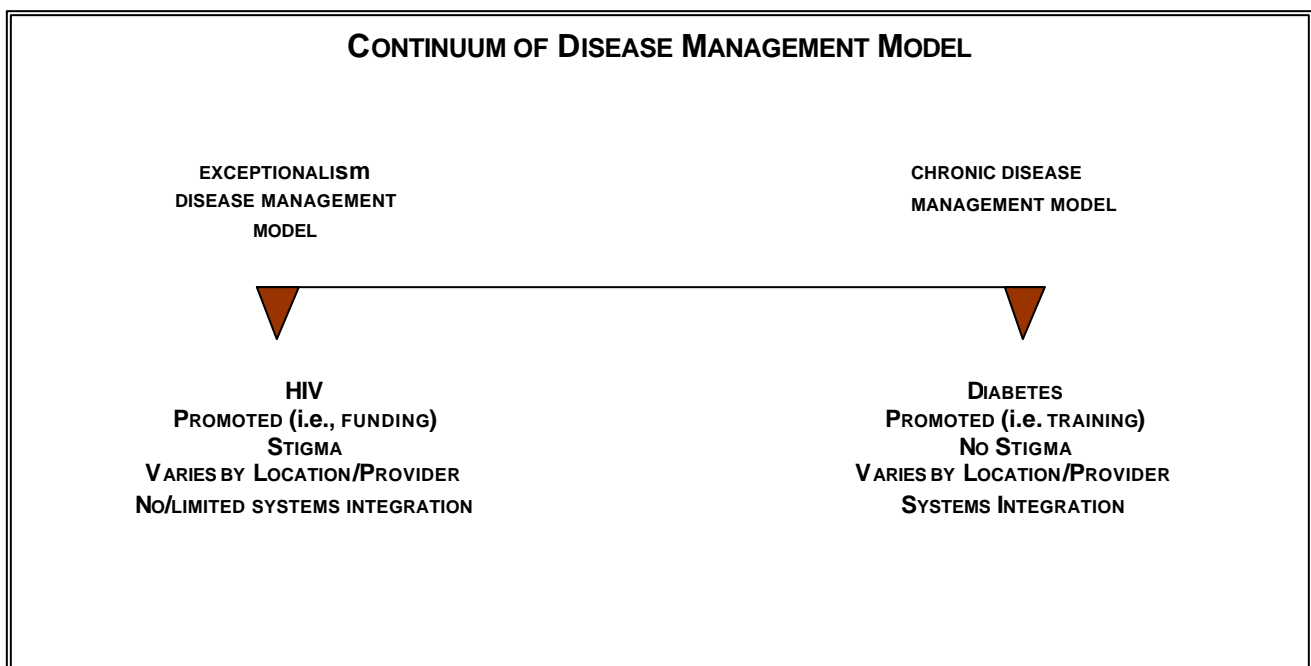 CONTINUUM OF DISEASE MANAGEMENT MODEL
EXCEPTIONALIsm
DISEASE MANAGEMENT
MODEL
CHRONIC DISEASE
MANAGEMENT MODEL
HIV
PROMOTED (i.e., FUNDING)
STIGMA
VARIES BY LOCATION/PROVIDER
NO/LIMITED SYSTEMS INTEGRATION
DIABETES
PROMOTED (i.e. TRAINING)
NO STIGMA
VARIES BY LOCATION/PROVIDER
SYSTEMS INTEGRATION